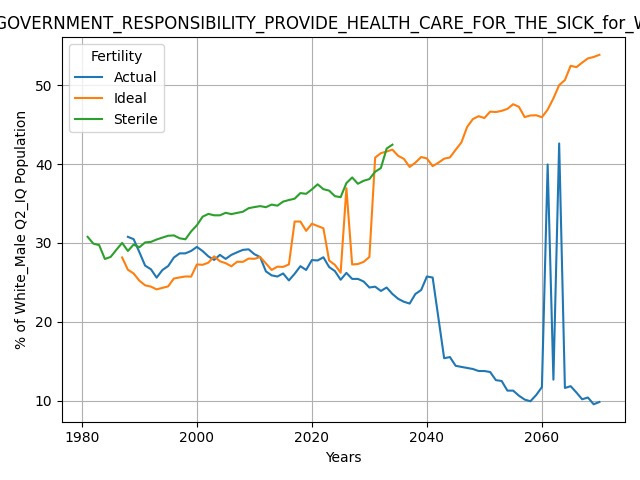 GOVERNMENT_RESPONSIBILITY_PROVIDE_HEALTH_CARE_FOR_THE_SICK_for_W
Fertility
Actual
Ideal
Sterile
% of White_Male Q2_IQ Population
50
40
30
20
10
1980
2000
2020
2040
2060
Years